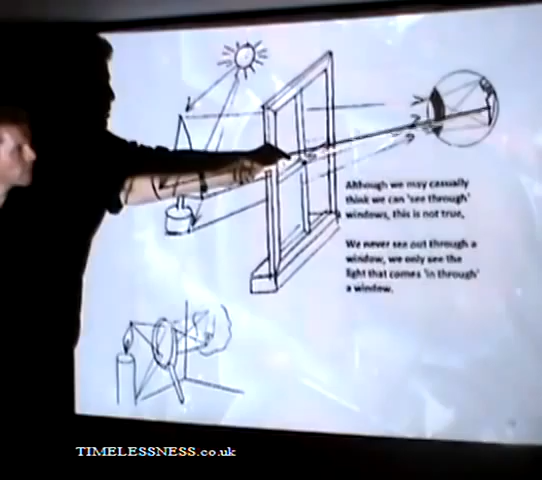 Although we may casually
think we can 'see through'
windows, this is not true,
We never see out through a
window, we only see the
light that comes 'in through'
a window.
TIMELESSNESS.co.uk